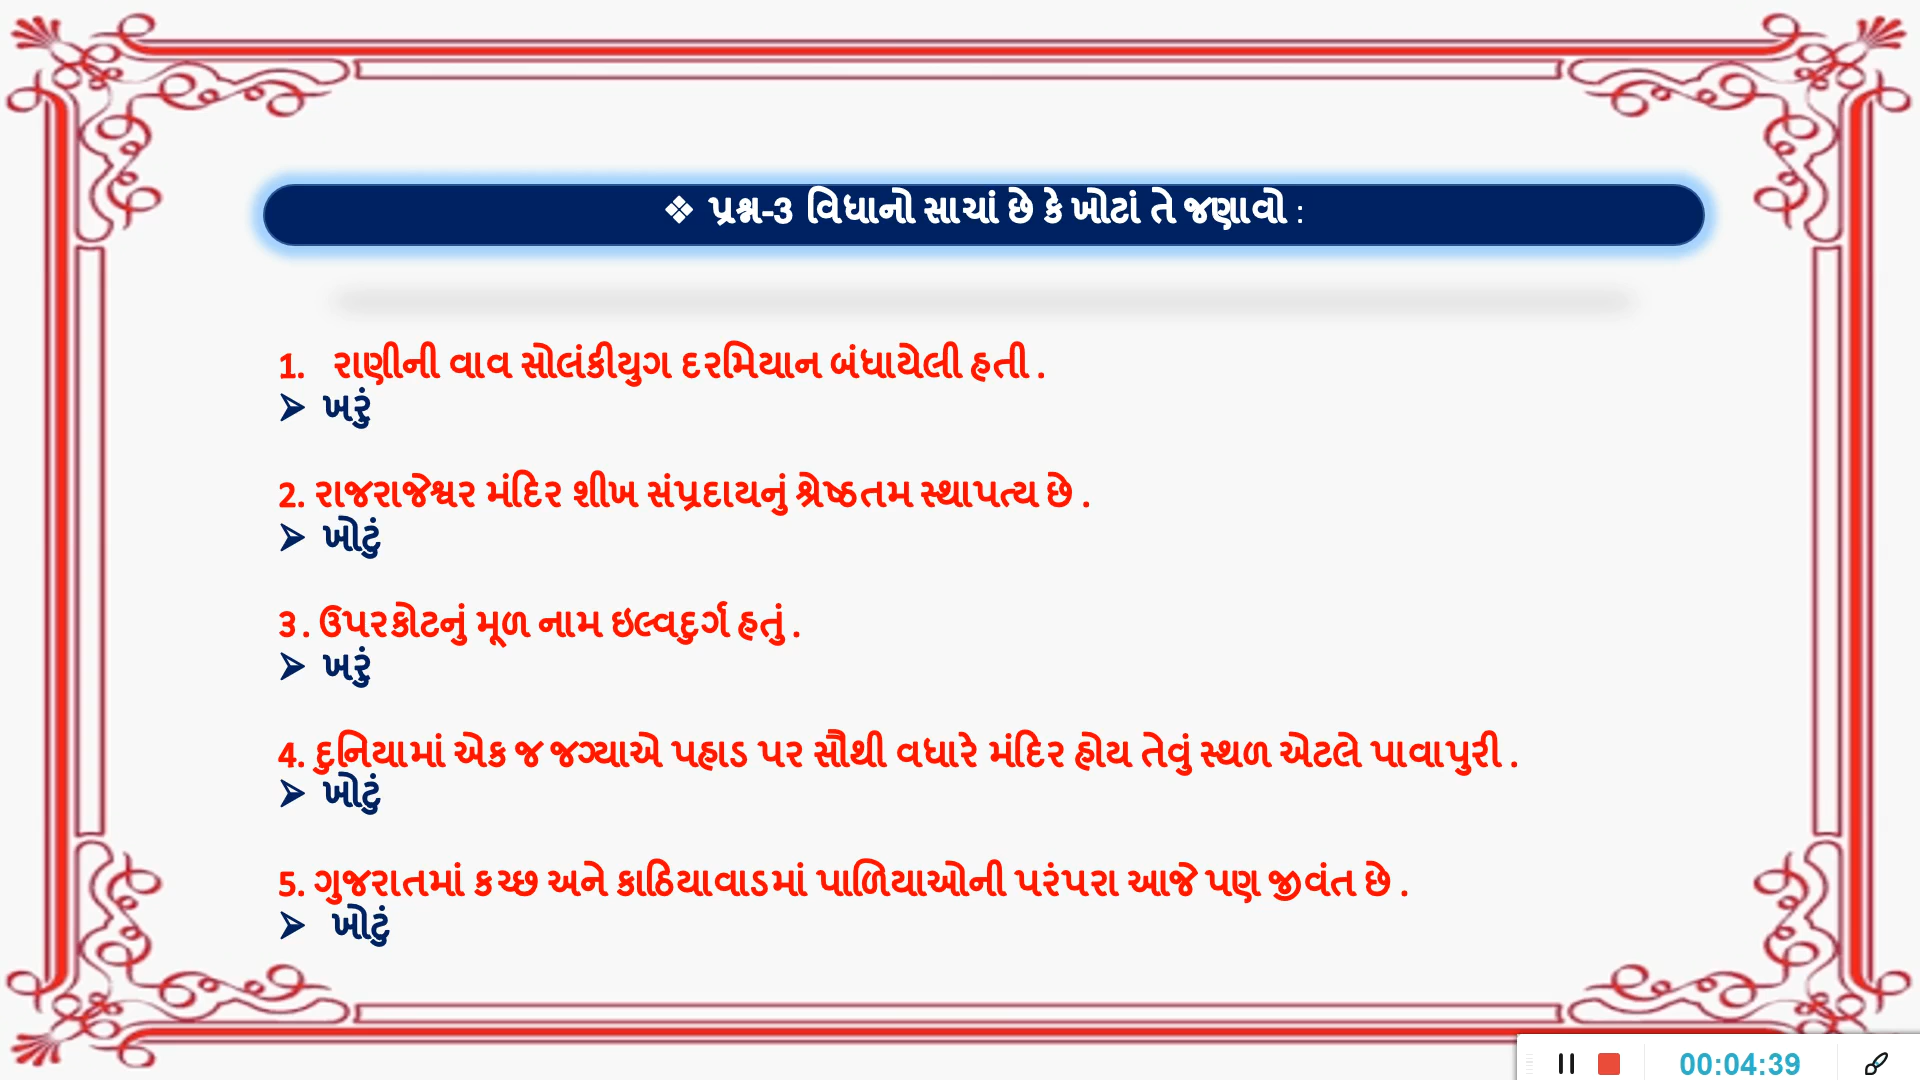 ❖ પ્રશ્ન-3 વિધાનો સાચાં છે કે ખોટાં તે જણાવો :
1. રાણીની વાવ સોલંકીયુગ દરમિયાન બંધાયેલી હતી .
➢ ખરું
2. રાજરાજેશ્વર મંદિર શીખ સંપ્રદાયનું શ્રેષ્ઠતમ સ્થાપત્ય છે .
➢ ખોટું
૩. ઉપરકોટનું મૂળ નામ ઇલ્વદુર્ગ હતું .
➢ ખરું
4. દુનિયામાં એક જ જગ્યાએ પહાડ પર સૌથી વધારે મંદિર હોય તેવું સ્થળ એટલે પાવાપુરી .
➢ ખોટું
5. ગુજરાતમાં કચ્છ અને કાઠિયાવાડમાં પાળિયાઓની પરંપરા આજે પણ જીવંત છે .
➢ ખોટું
00:04:39